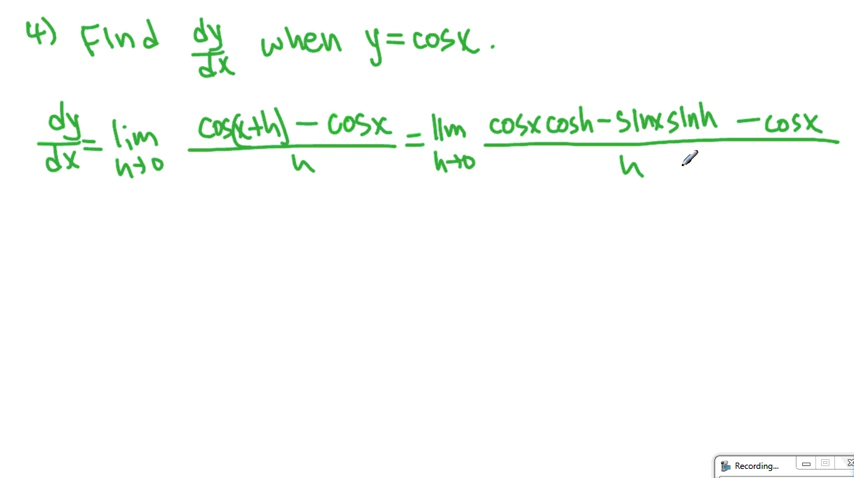 4) Find dy/dx when y = cosx.
dy/dx = lim h→0 (cos(x+h) − cosx)/h = lim h→0 (cosx cosh − sinx sinh − cosx)/h
Recording...